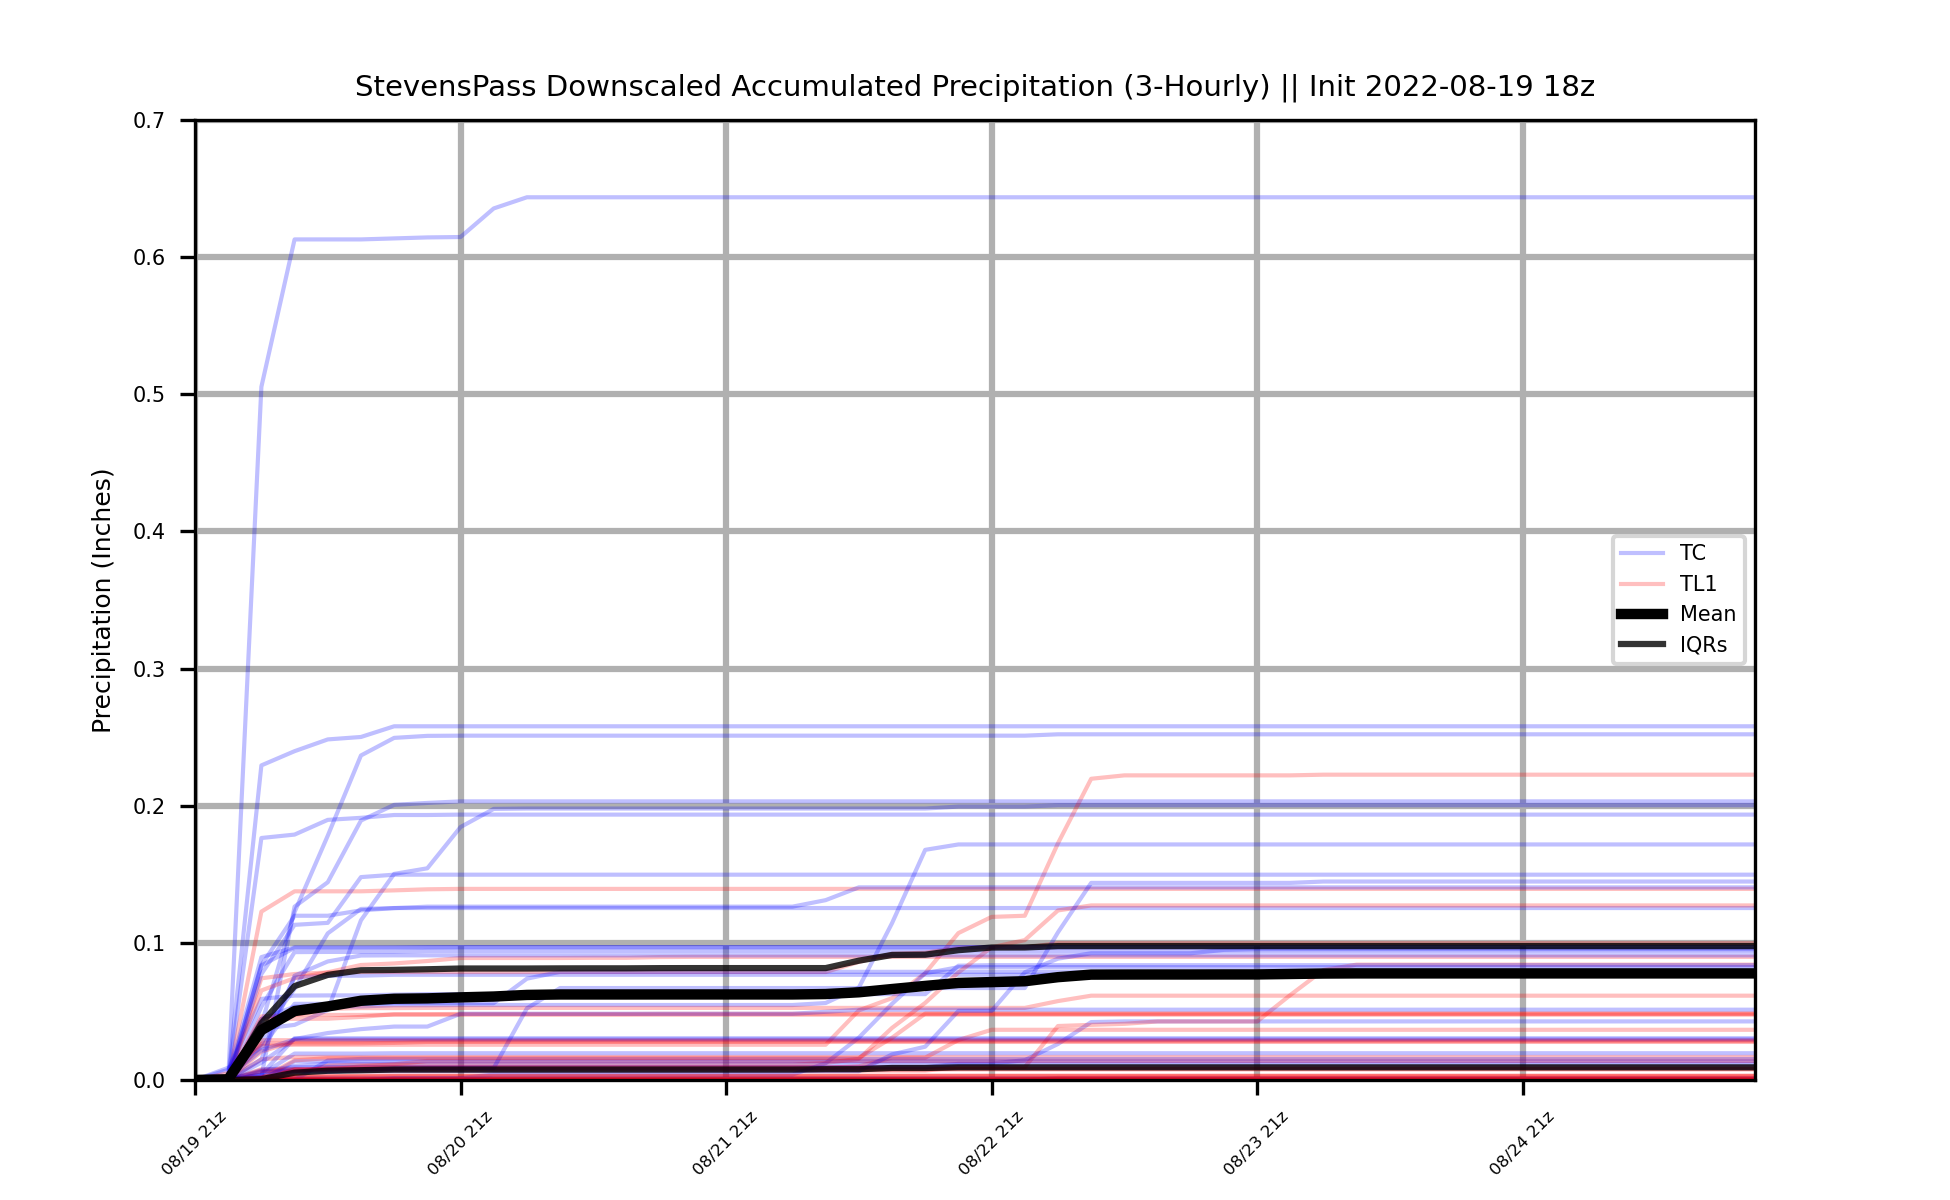 StevensPass Downscaled Accumulated Precipitation (3-Hourly) || Init 2022-08-19 18z
0.7
0.6
0.5
0.4
0.3
0.2
0.1
0.0
Precipitation (Inches)
TC
TL1
Mean
IQRs
08/19 21z
08/20 21z
08/21 21z
08/22 21z
08/23 21z
08/24 21z